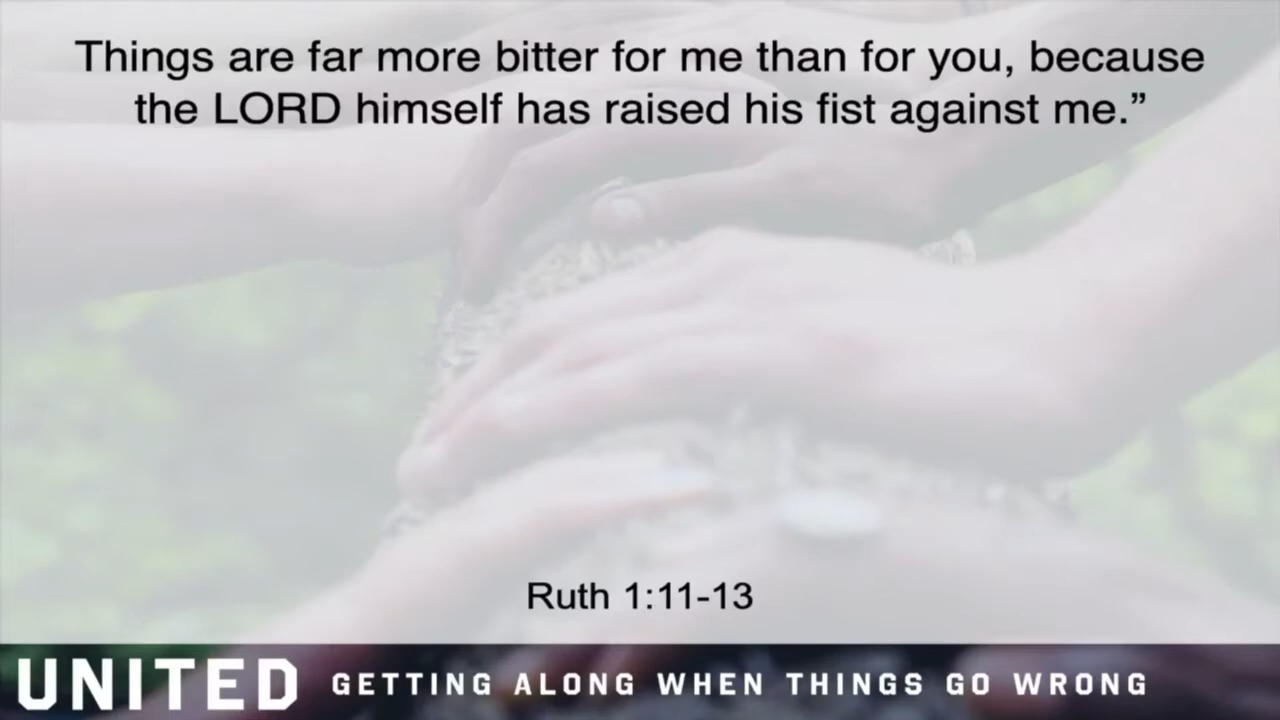 Things are far more bitter for me than for you, because
the LORD himself has raised his fist against me.”
Ruth 1:11-13
UNITED GETTING ALONG WHEN THINGS GO WRONG